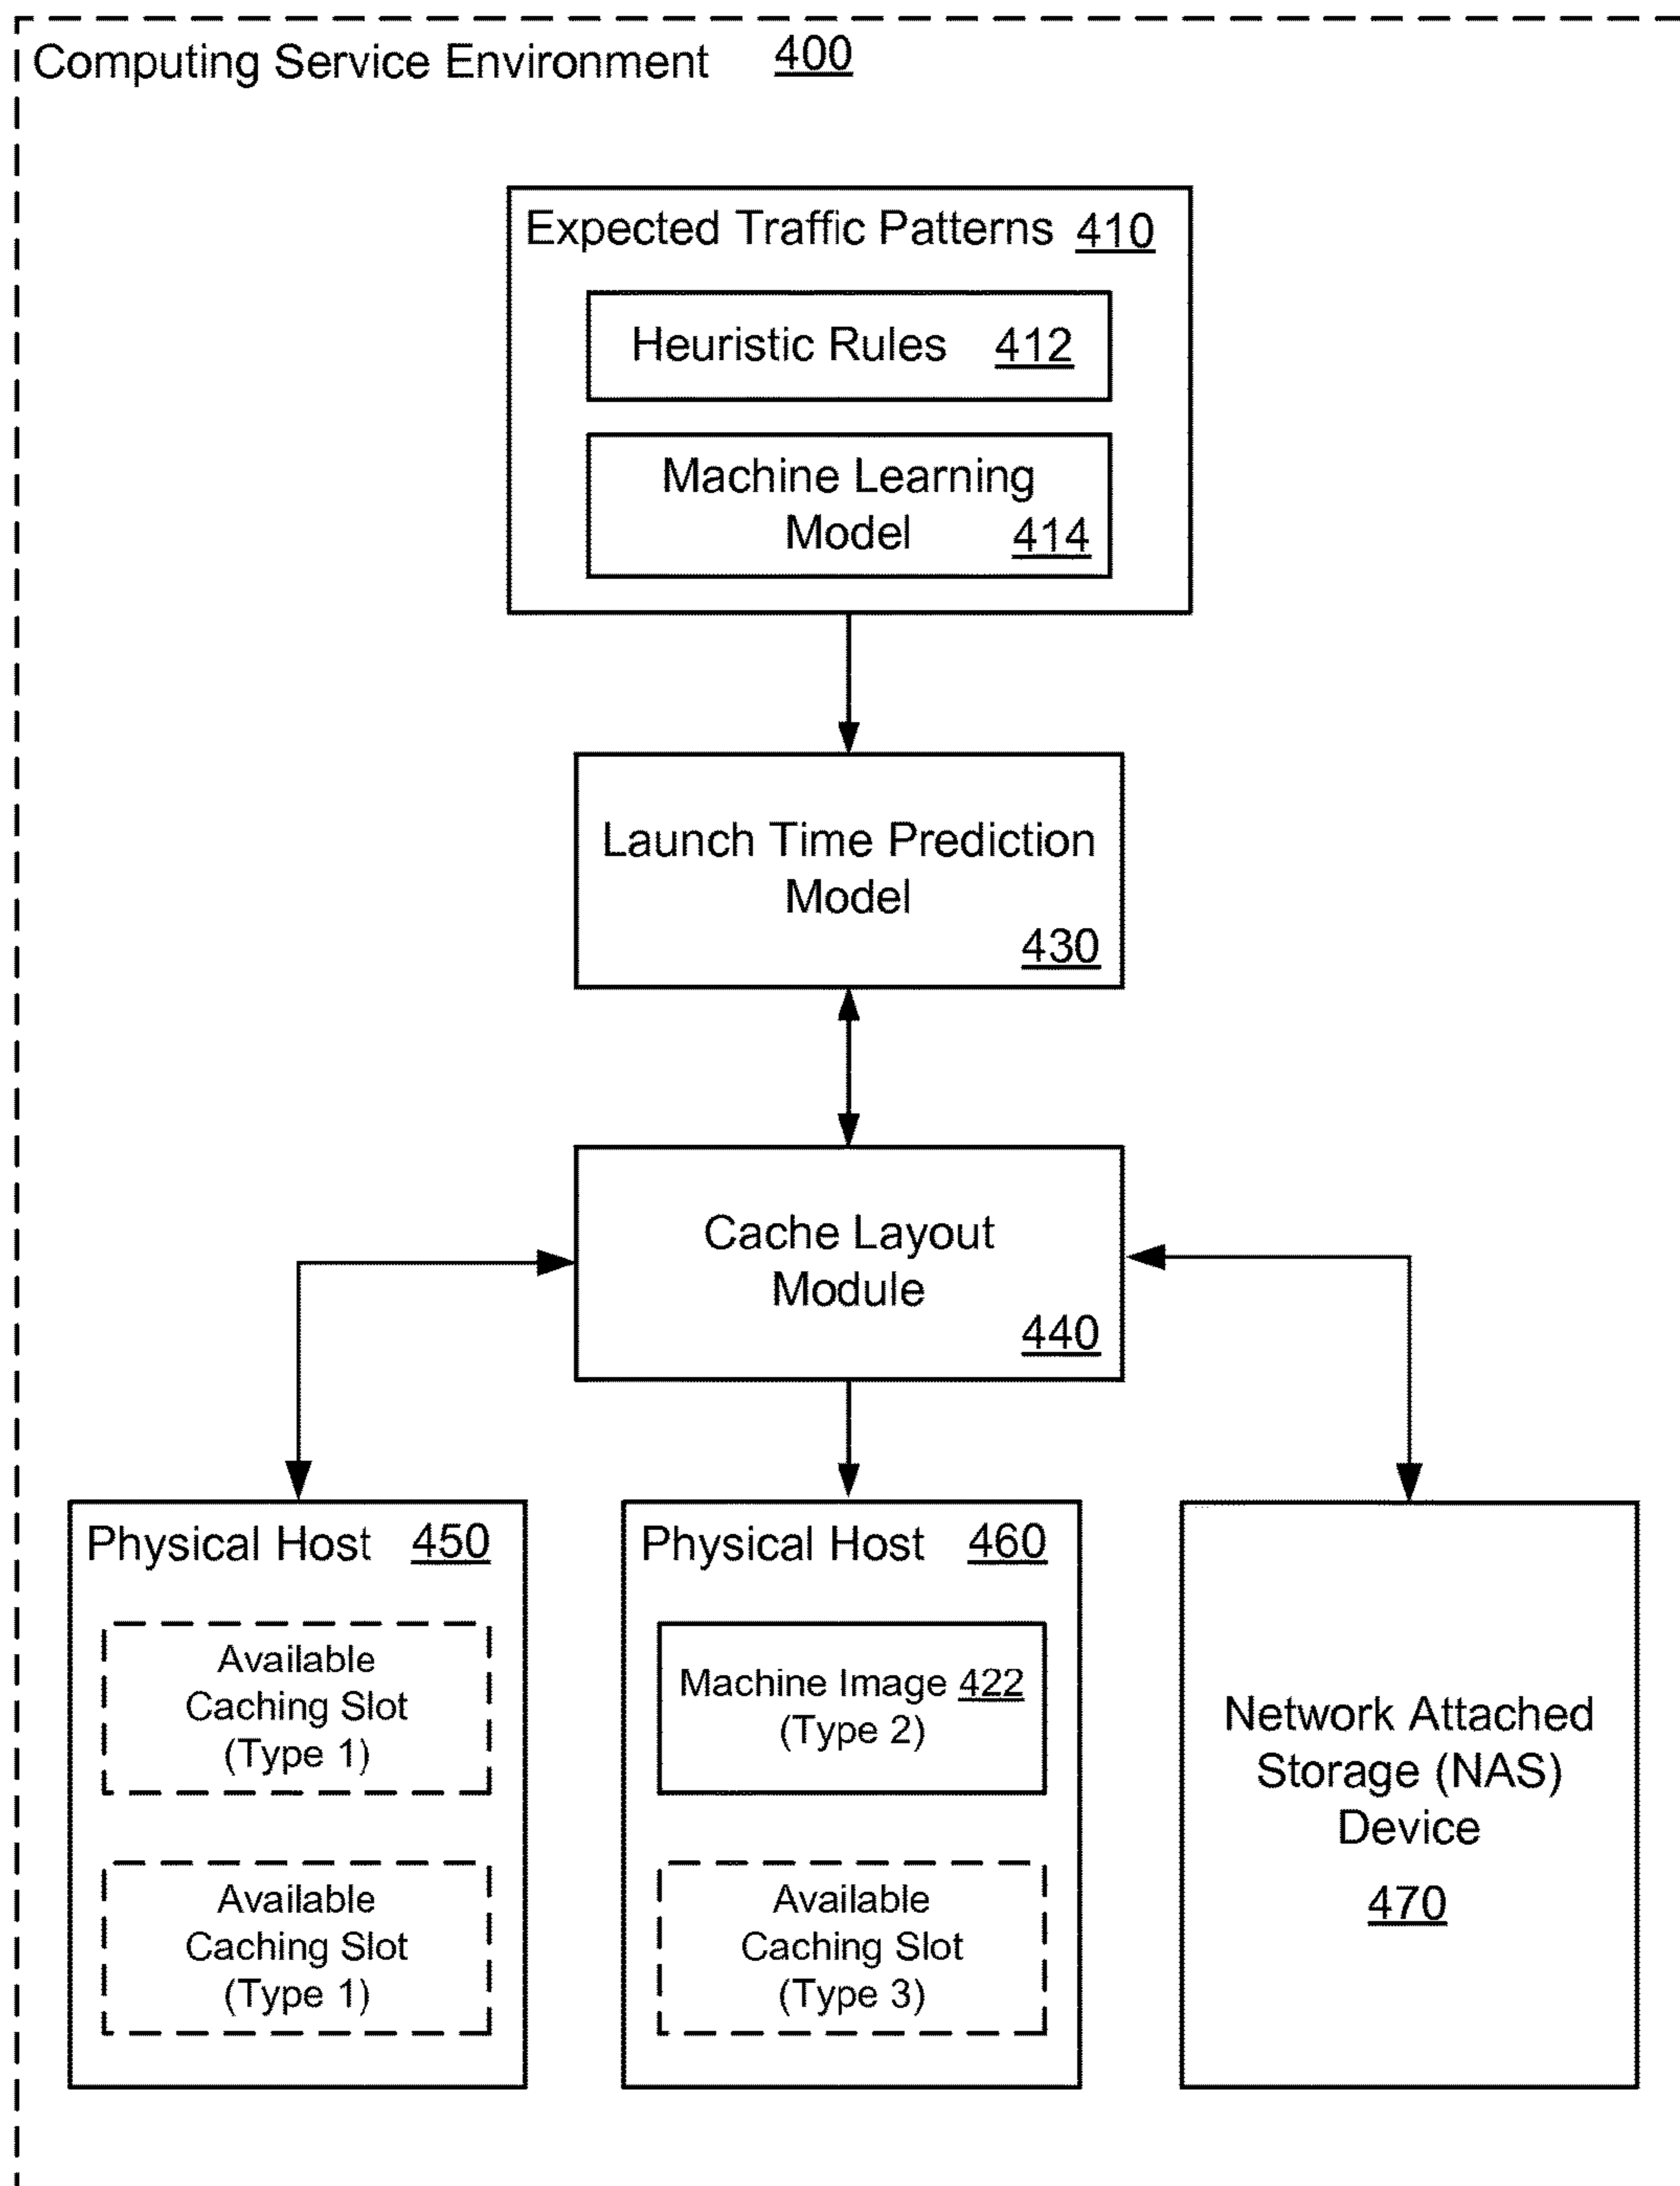 Computing Service Environment 400
Expected Traffic Patterns 410
Heuristic Rules 412
Machine Learning
Model 414
Launch Time Prediction
Model
430
Cache Layout
Module
440
Physical Host 450
Available
Caching Slot
(Type 1)
Available
Caching Slot
(Type 1)
Physical Host 460
Machine Image 422
(Type 2)
Available
Caching Slot
(Type 3)
Network Attached
Storage (NAS)
Device
470